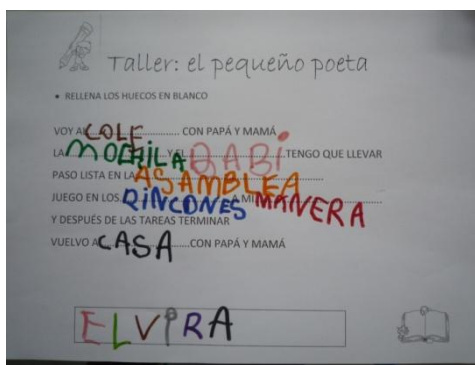 Taller: el pequeño poeta
• RELLENA LOS HUECOS EN BLANCO
VOY AL COLE ............... CON PAPÁ Y MAMÁ
LA MOCHILA Y EL BABI ........TENGO QUE LLEVAR
PASO LISTA EN LA ASAMBLEA
JUEGO EN LOS RINCONES A MI MANERA
Y DESPUÉS DE LAS TAREAS TERMINAR
VUELVO A CASA ......CON PAPÁ Y MAMÁ
ELVIRA